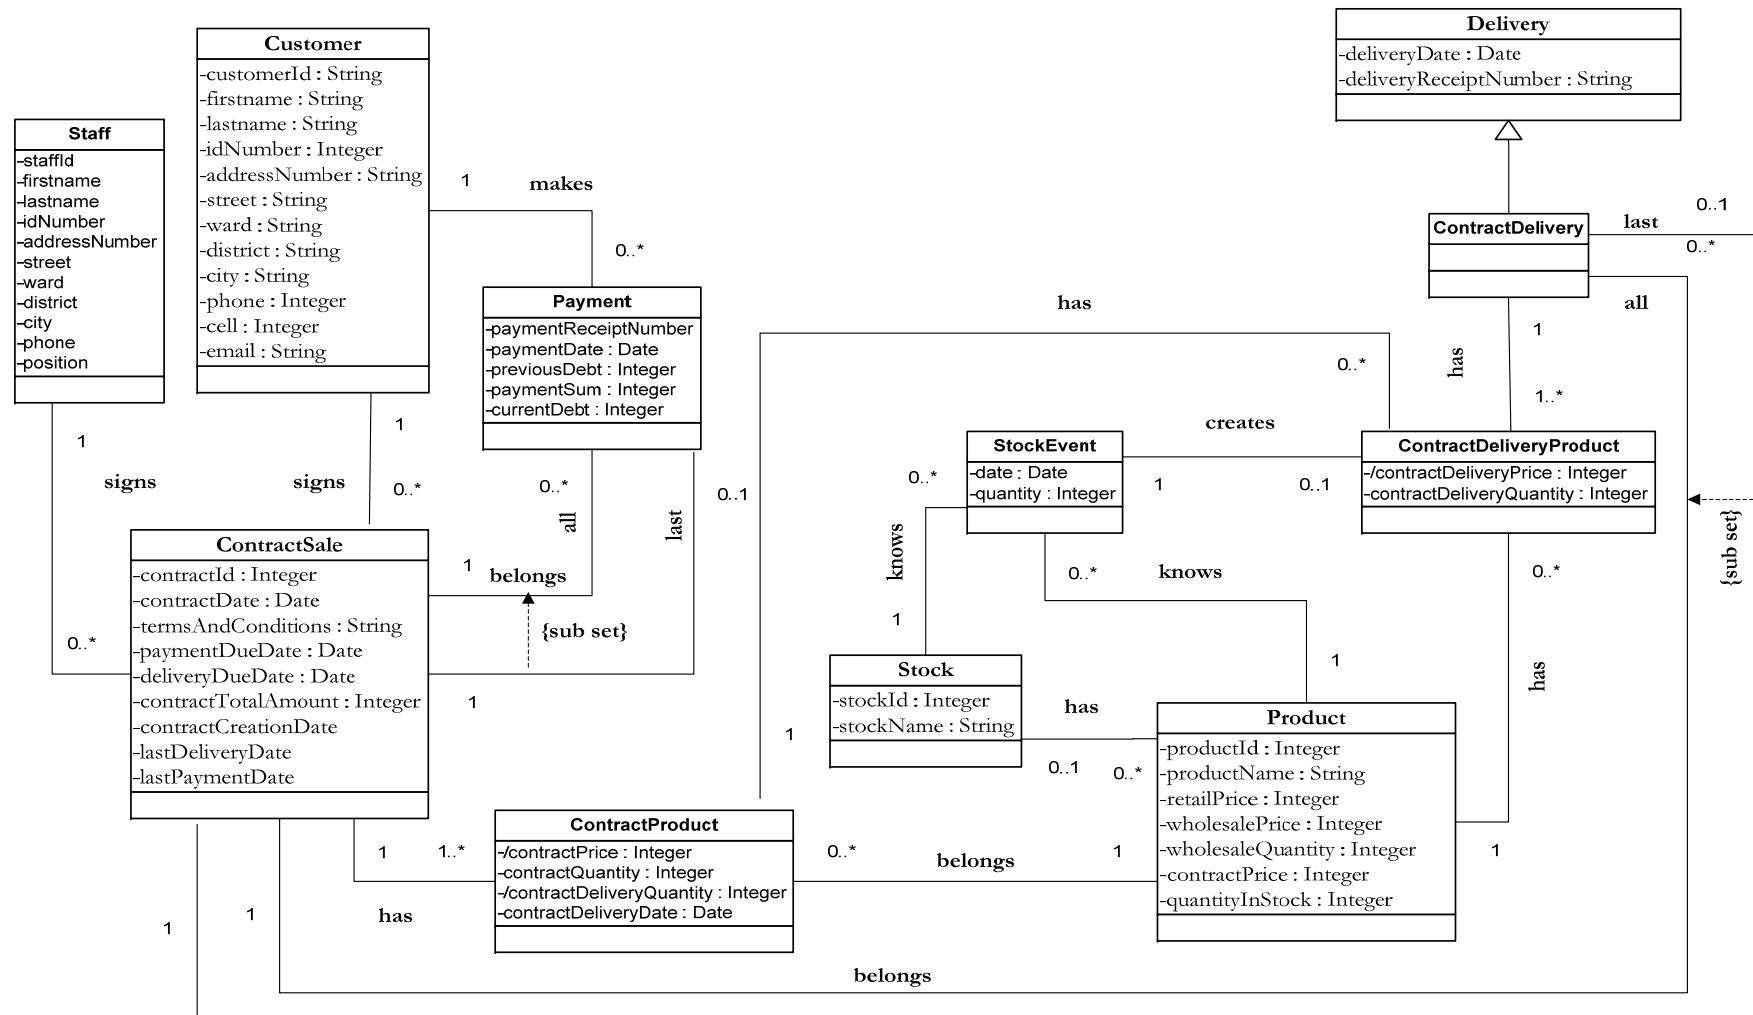 Delivery
-deliveryDate : Date
-deliveryReceiptNumber : String
Customer
-customerId : String
-firstname : String
-lastname : String
-idNumber : Integer
-addressNumber : String
-street : String
-ward : String
-district : String
-city : String
-phone : Integer
-cell : Integer
-email : String
Staff
-staffId
-firstname
-lastname
-idNumber
-addressNumber
-street
-ward
-district
-city
-phone
-position
1
makes
0..*
ContractDelivery
last
0..1
0..*
all
Payment
-paymentReceiptNumber
-paymentDate : Date
-previousDebt : Integer
-paymentSum : Integer
-currentDebt : Integer
has
0..*
1
has
1..*
1
signs
signs
1
0..*
0..*
all
last
0..1
StockEvent
-date : Date
-quantity : Integer
creates
1
0..1
ContractDeliveryProduct
-/contractDeliveryPrice : Integer
-contractDeliveryQuantity : Integer
{sub set}
0..*
knows
1
0..*
knows
1
0..*
has
1
ContractSale
-contractId : Integer
-contractDate : Date
-termsAndConditions : String
-paymentDueDate : Date
-deliveryDueDate : Date
-contractTotalAmount : Integer
-contractCreationDate
-lastDeliveryDate
-lastPaymentDate
0..*
1
belongs
{sub set}
1
Stock
-stockId : Integer
-stockName : String
has
0..1
0..*
Product
-productId : Integer
-productName : String
-retailPrice : Integer
-wholesalePrice : Integer
-wholesaleQuantity : Integer
-contractPrice : Integer
-quantityInStock : Integer
1
ContractProduct
-/contractPrice : Integer
-contractQuantity : Integer
-/contractDeliveryQuantity : Integer
-contractDeliveryDate : Date
1
1..*
has
0..*
belongs
1
1
1
belongs